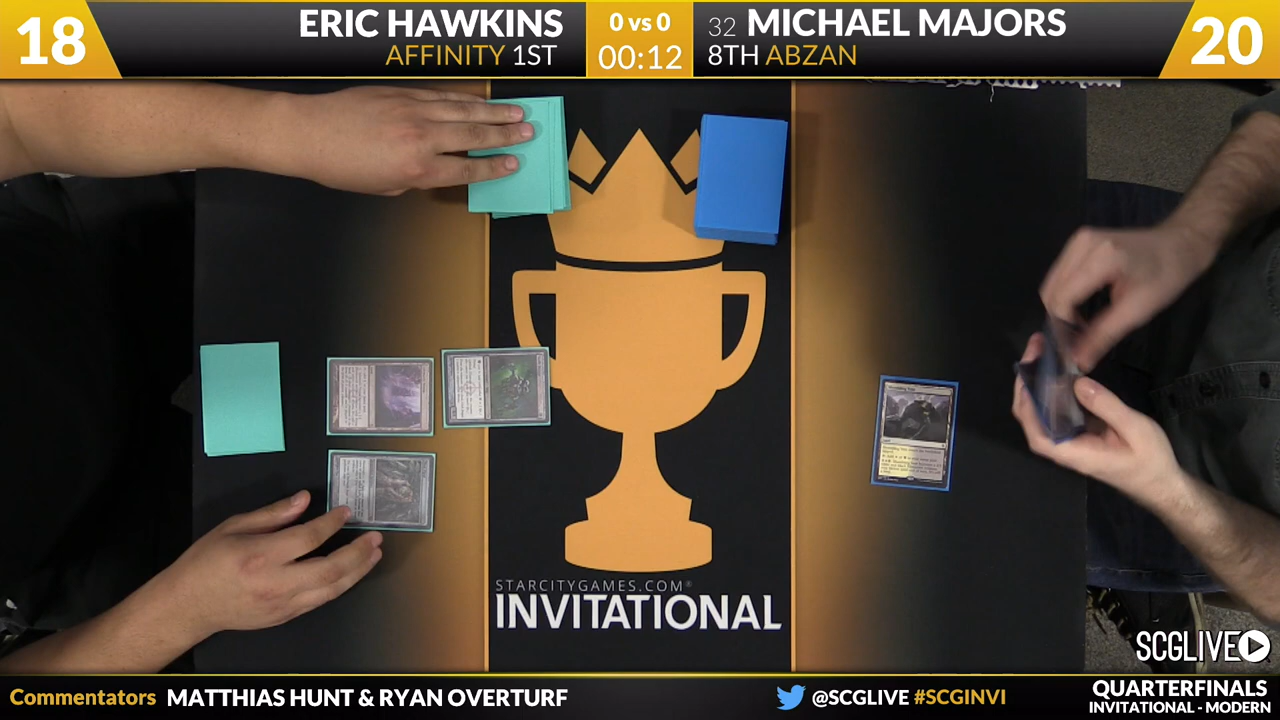 18
ERIC HAWKINS
AFFINITY 1ST
0 vs 0
00:12
32 MICHAEL MAJORS
8TH ABZAN
20
STARCITYGAMES.COM®
INVITATIONAL
SCGLIVE
Commentators MATTHIAS HUNT & RYAN OVERTURF
@SCGLIVE #SCGINVI
QUARTERFINALS
INVITATIONAL - MODERN